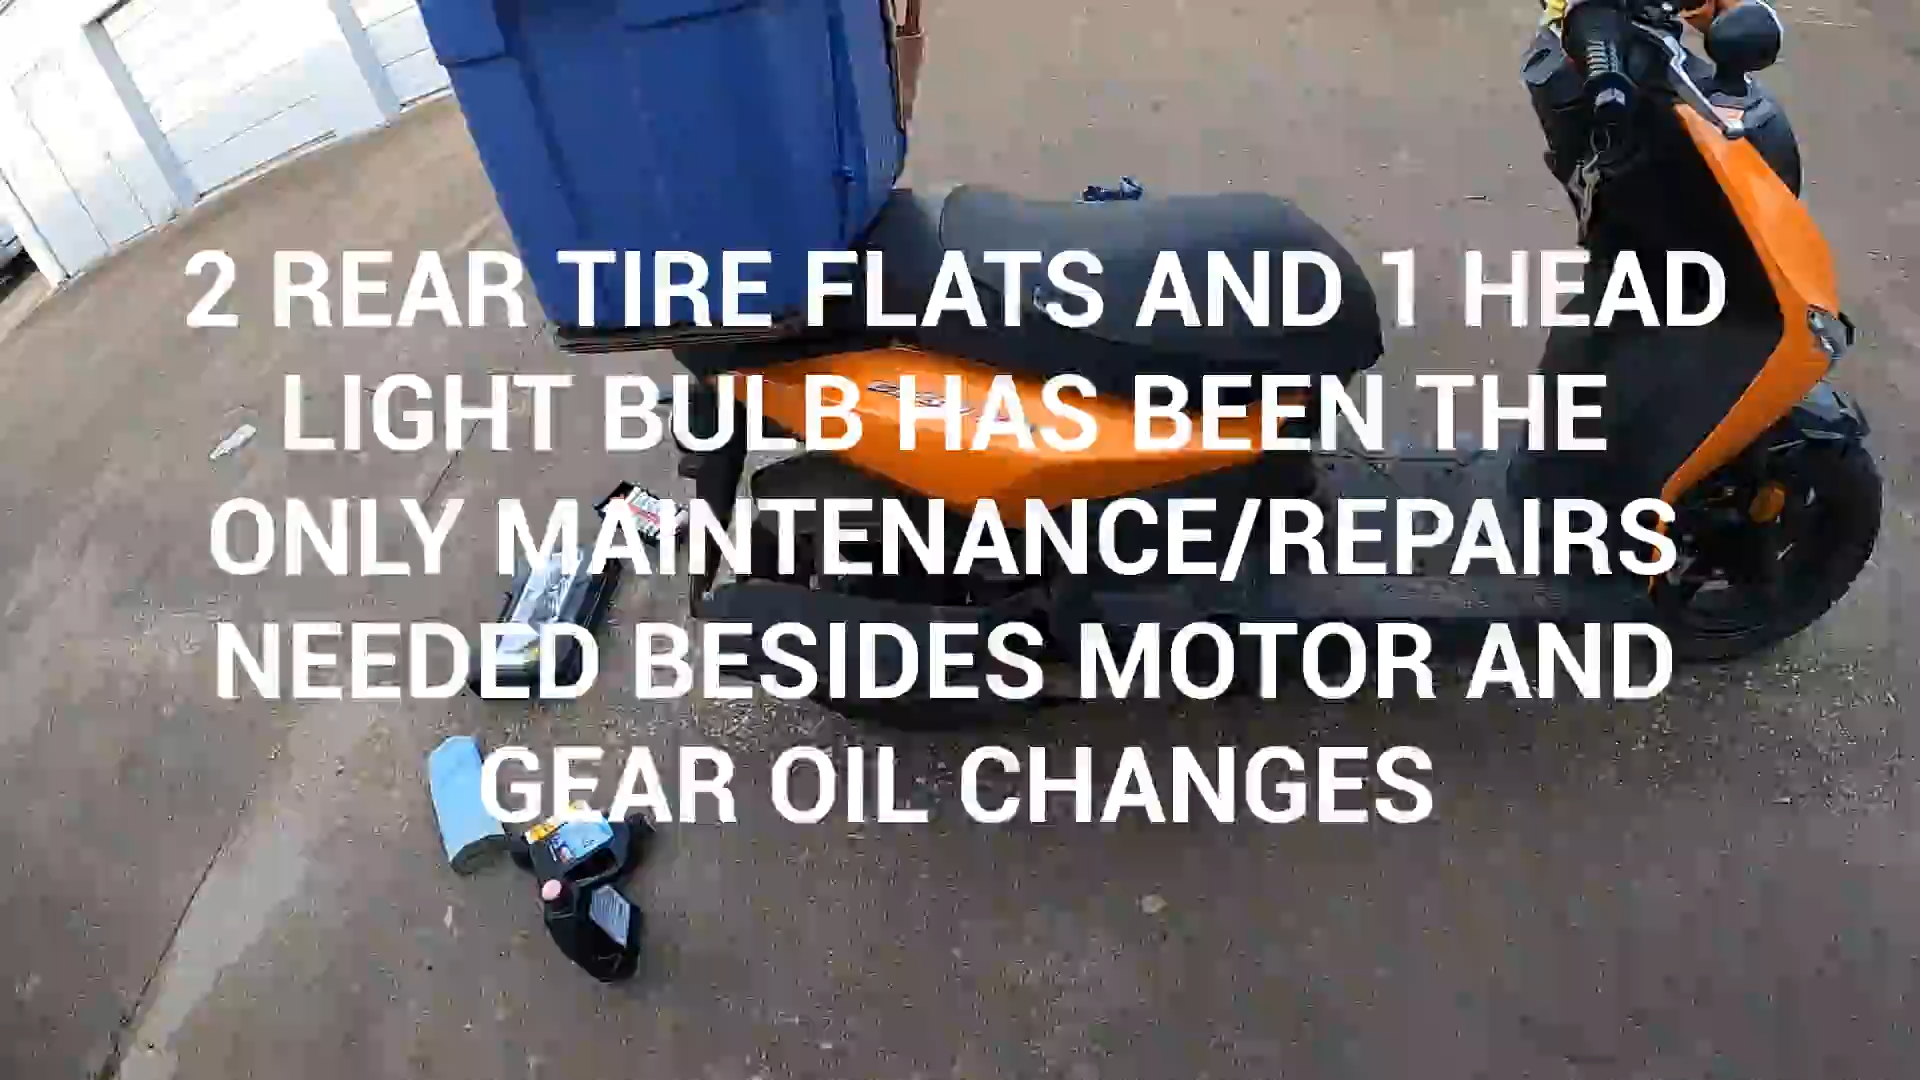 2 REAR TIRE FLATS AND 1 HEAD
LIGHT BULB HAS BEEN THE
ONLY MAINTENANCE/REPAIRS
NEEDED BESIDES MOTOR AND
GEAR OIL CHANGES